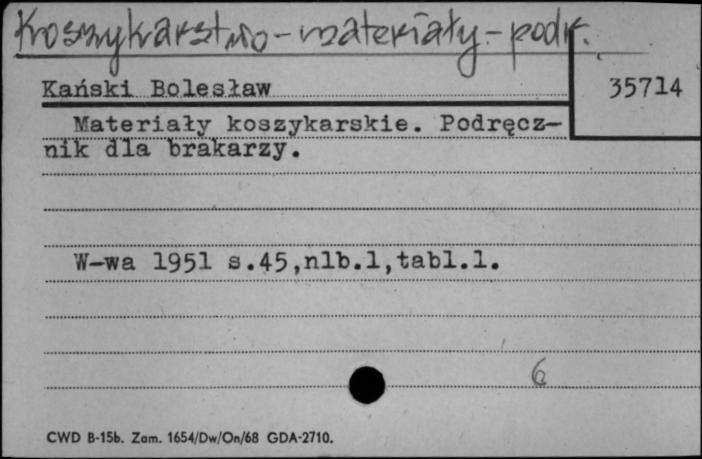 Koszykarstwo - materiały - podr.
Kański Bolesław
35714
Materiały koszykarskie. Podręcz-
nik dla brakarzy.
W-wa 1951 s.45,nlb.1,tabl.1.
6
CWD B-15b. Zam. 1654/Dw/On/68 GDA-2710.